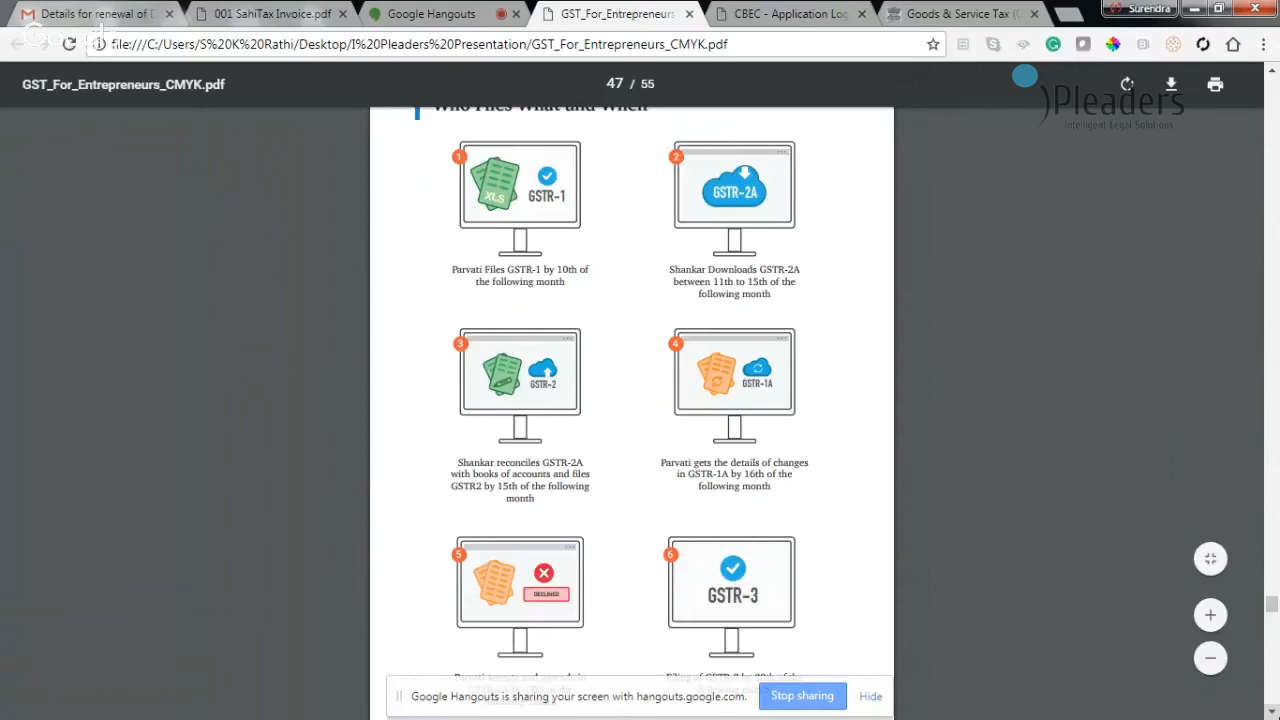 Details for renewal of D
001 SahiTax Invoice.pdf
Google Hangouts
GST_For_Entrepreneurs
CBEC - Application Log
Goods & Service Tax (
Surendra
file:///C:/Users/S%20K%20Rathi/Desktop/I%20Pleaders%20Presentation/GST_For_Entrepreneurs_CMYK.pdf
GST_For_Entrepreneurs_CMYK.pdf
47 / 55
Pleaders
Intelligent Legal Solutions
Who Files What and When
1
XLS
GSTR-1
2
GSTR-2A
Parvati Files GSTR-1 by 10th of
the following month
Shankar Downloads GSTR-2A
between 11th to 15th of the
following month
3
GSTR-2
4
GSTR-1A
Shankar reconciles GSTR-2A
with books of accounts and files
GSTR2 by 15th of the following
month
Parvati gets the details of changes
in GSTR-1A by 16th of the
following month
5
DECLINED
6
GSTR-3
Google Hangouts is sharing your screen with hangouts.google.com.
Stop sharing
Hide